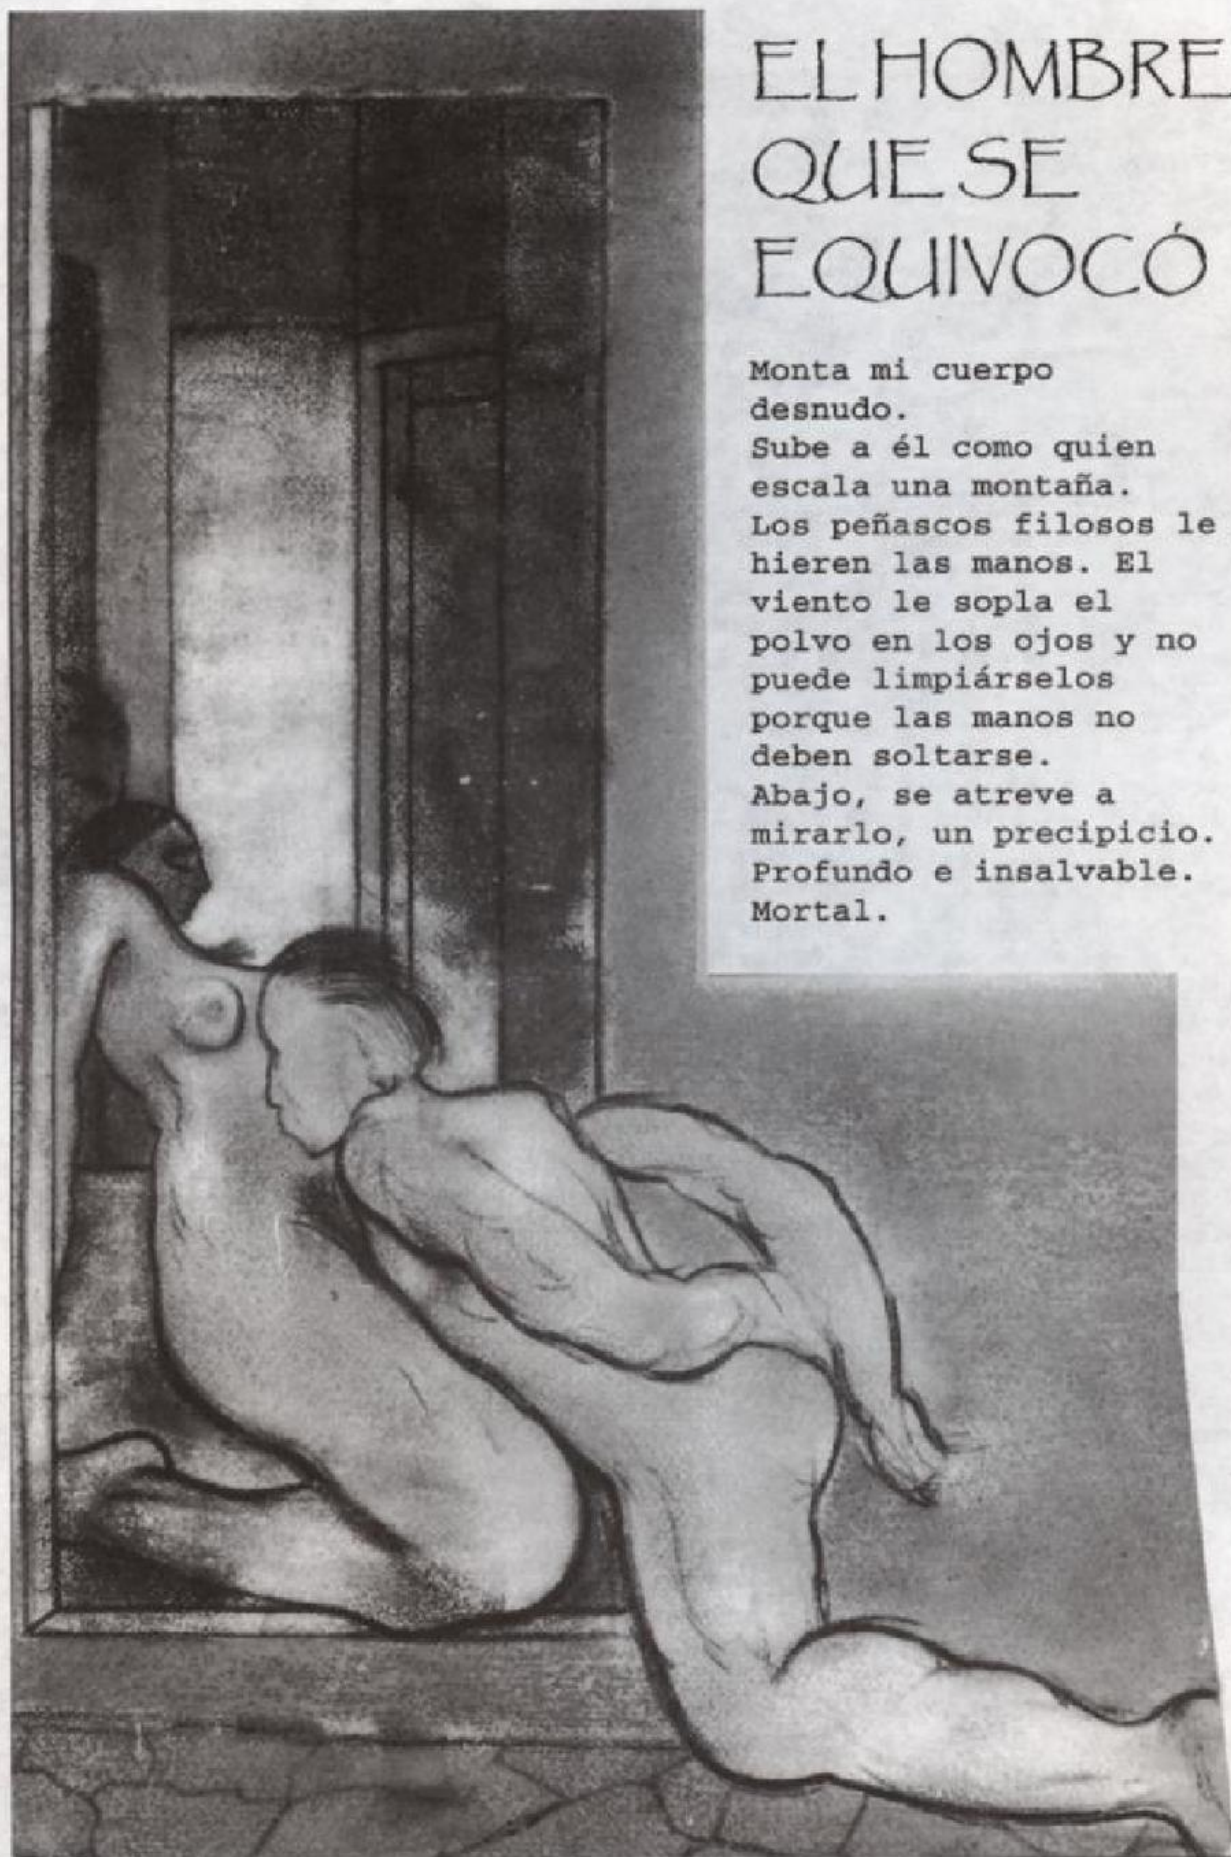 EL HOMBRE
QUE SE
EQUIVOCÓ
Monta mi cuerpo
desnudo.
Sube a él como quien
escala una montaña.
Los peñascos filosos le
hieren las manos. El
viento le sopla el
polvo en los ojos y no
puede limpiárselos
porque las manos no
deben soltarse.
Abajo, se atreve a
mirarlo, un precipicio.
Profundo e insalvable.
Mortal.